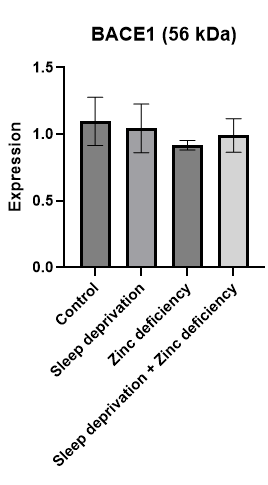 BACE1 (56 kDa)
1.5
1.0
0.5
0.0
Expression
Control
Sleep deprivation
Zinc deficiency
Sleep deprivation + Zinc deficiency